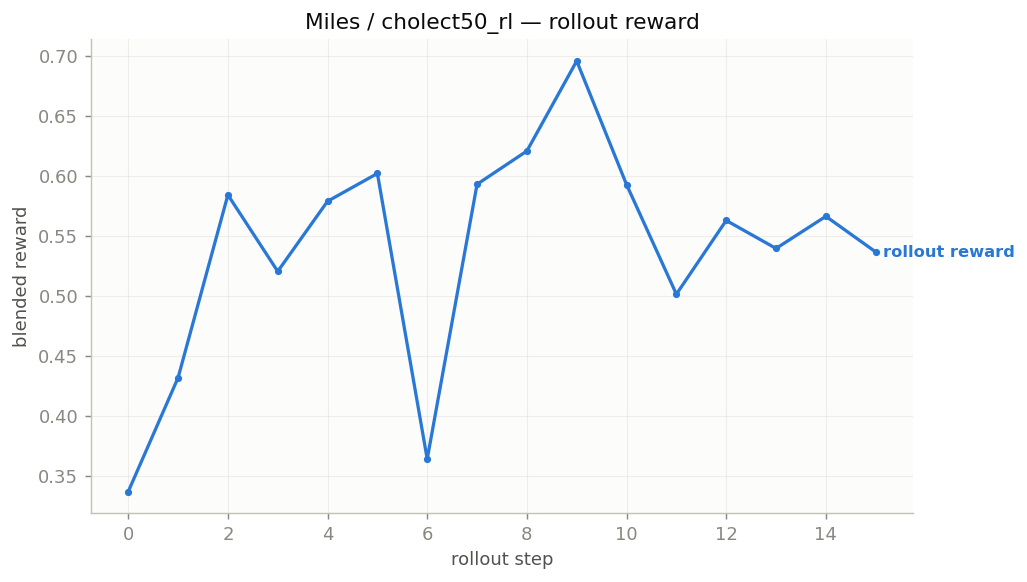 Miles / cholect50_rl — rollout reward
0.70
0.65
0.60
0.55
0.50
0.45
0.40
0.35
blended reward
rollout reward
0 2 4 6 8 10 12 14
rollout step